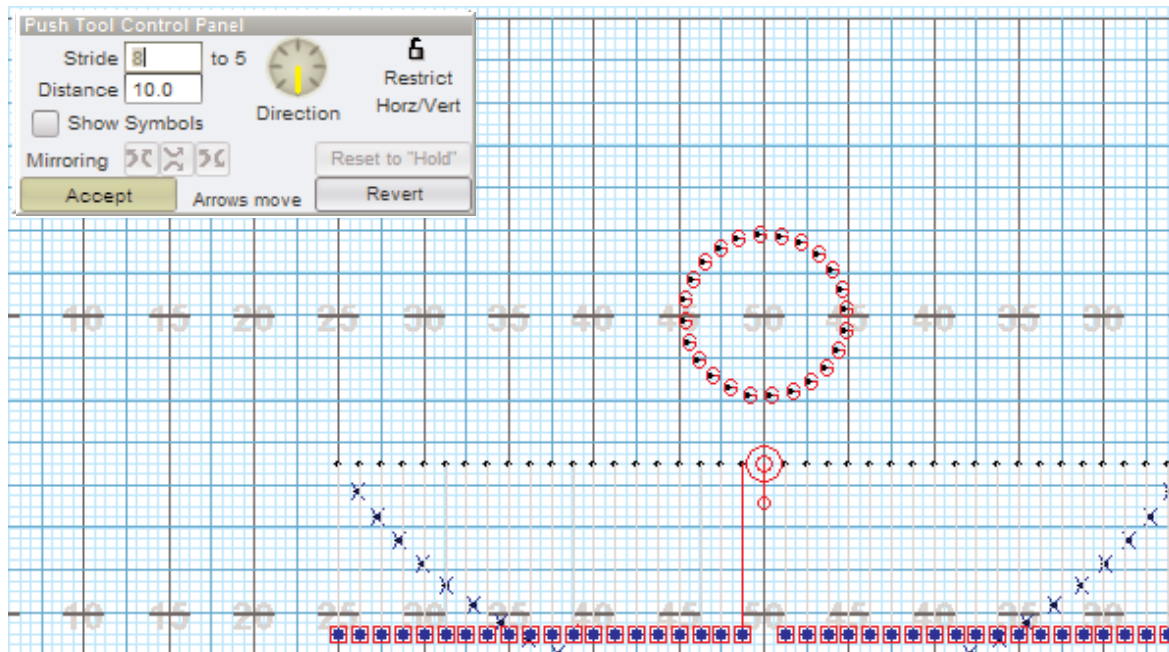 Push Tool Control Panel
Stride 8 to 5
Distance 10.0
Direction
Restrict
Horz/Vert
Show Symbols
Mirroring
Reset to "Hold"
Accept
Arrows move
Revert
10 15 20 25 30 35 40 45 50 45 40 35 30
10 15 20 25 30 35 40 45 50 45 40 35 30